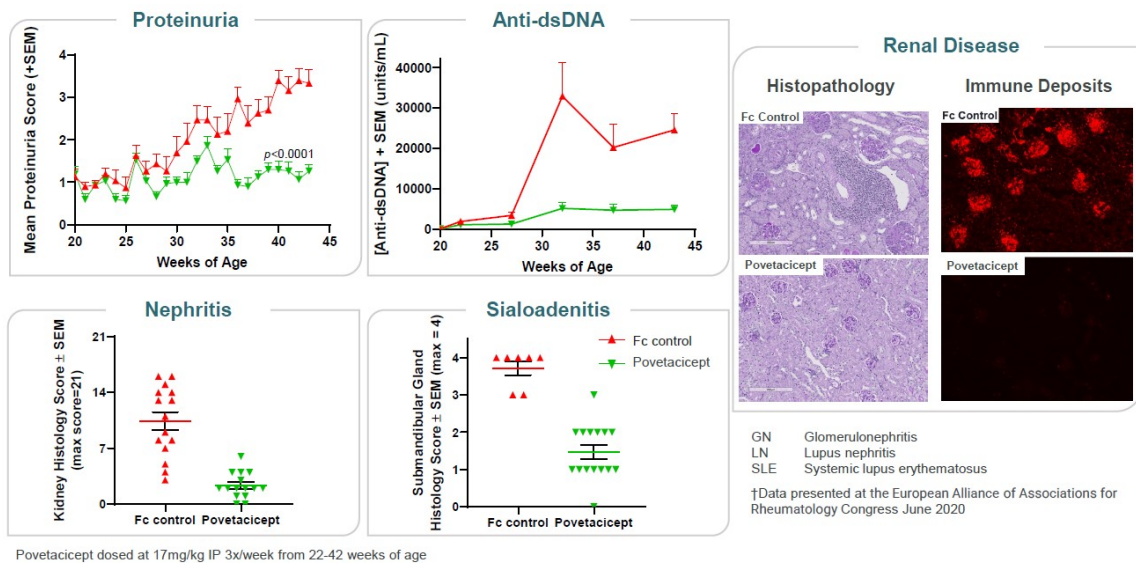 Proteinuria
Mean Proteinuria Score (+SEM)
4
3
2
1
0
20 25 30 35 40 45
p<0.0001
Weeks of Age
Anti-dsDNA
[Anti-dsDNA] + SEM (units/mL)
40000
30000
20000
10000
0
20 25 30 35 40 45
Weeks of Age
Renal Disease
Histopathology Immune Deposits
Fc Control Fc Control
Povetacicept Povetacicept
Nephritis
Kidney Histology Score ± SEM
(max score=21)
21
14
7
0
Fc control Povetacicept
Sialoadenitis
Submandibular Gland
Histology Score ± SEM (max = 4)
4
3
2
1
0
Fc control Povetacicept
Fc control
Povetacicept
GN Glomerulonephritis
LN Lupus nephritis
SLE Systemic lupus erythematosus
†Data presented at the European Alliance of Associations for
Rheumatology Congress June 2020
Povetacicept dosed at 17mg/kg IP 3x/week from 22-42 weeks of age